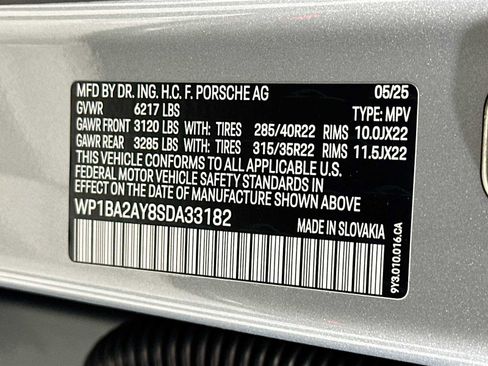 MFD BY DR. ING. H.C. F. PORSCHE AG 05/25
GVWR 6217 LBS TYPE: MPV
GAWR FRONT 3120 LBS WITH: TIRES 285/40R22 RIMS 10.0JX22
GAWR REAR 3285 LBS WITH: TIRES 315/35R22 RIMS 11.5JX22
THIS VEHICLE CONFORMS TO ALL APPLICABLE U.S.
FEDERAL MOTOR VEHICLE SAFETY STANDARDS IN
EFFECT ON THE DATE OF MANUFACTURE SHOWN ABOVE.
WP1BA2AY8SDA33182 MADE IN SLOVAKIA
9Y3.010.016.CA